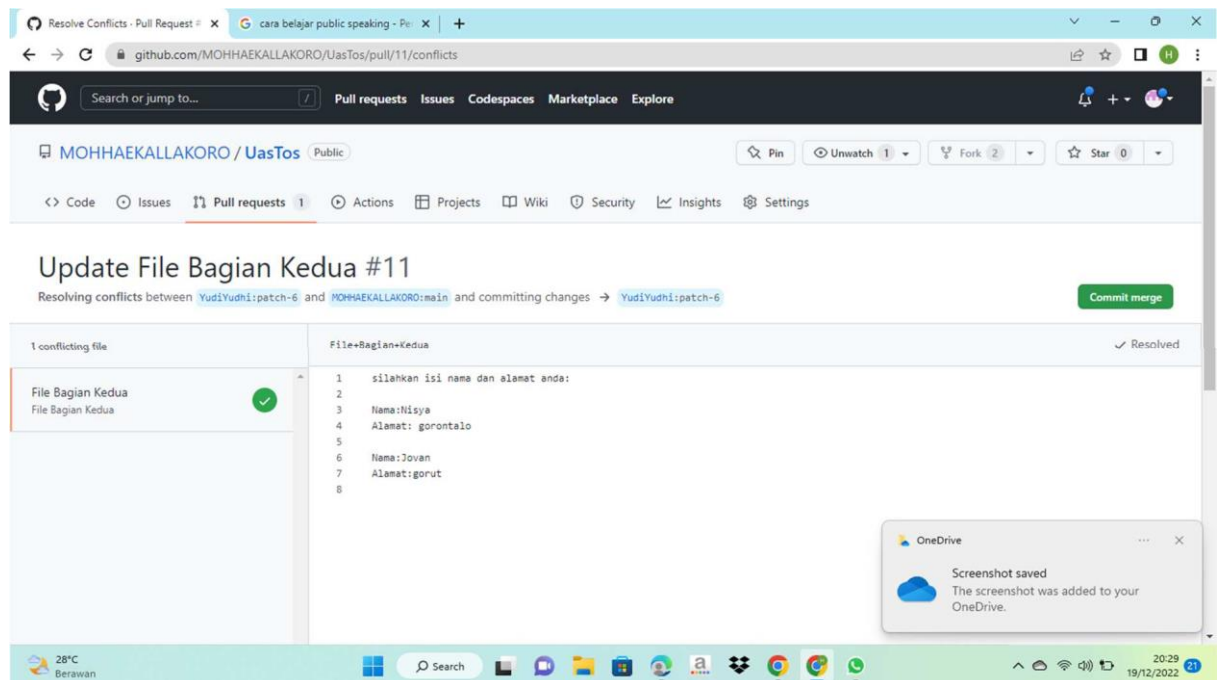 Resolve Conflicts · Pull Request #
cara belajar public speaking - Pe
github.com/MOHHAEKALLAKORO/UasTos/pull/11/conflicts
H
Search or jump to... /
Pull requests Issues Codespaces Marketplace Explore
MOHHAEKALLAKORO / UasTos Public
Pin Unwatch 1 Fork 2 Star 0
Code Issues Pull requests 1 Actions Projects Wiki Security Insights Settings
Update File Bagian Kedua #11
Resolving conflicts between YudiYudhi:patch-6 and MOHHAEKALLAKORO:main and committing changes → YudiYudhi:patch-6
Commit merge
1 conflicting file
File+Bagian+Kedua
Resolved
File Bagian Kedua
File Bagian Kedua
1 silahkan isi nama dan alamat anda:
2
3 Nama:Nisya
4 Alamat: gorontalo
5
6 Nama:Jovan
7 Alamat:gorut
8
OneDrive
Screenshot saved
The screenshot was added to your
OneDrive.
28°C
Berawan
Search
a
20:29
19/12/2022
21